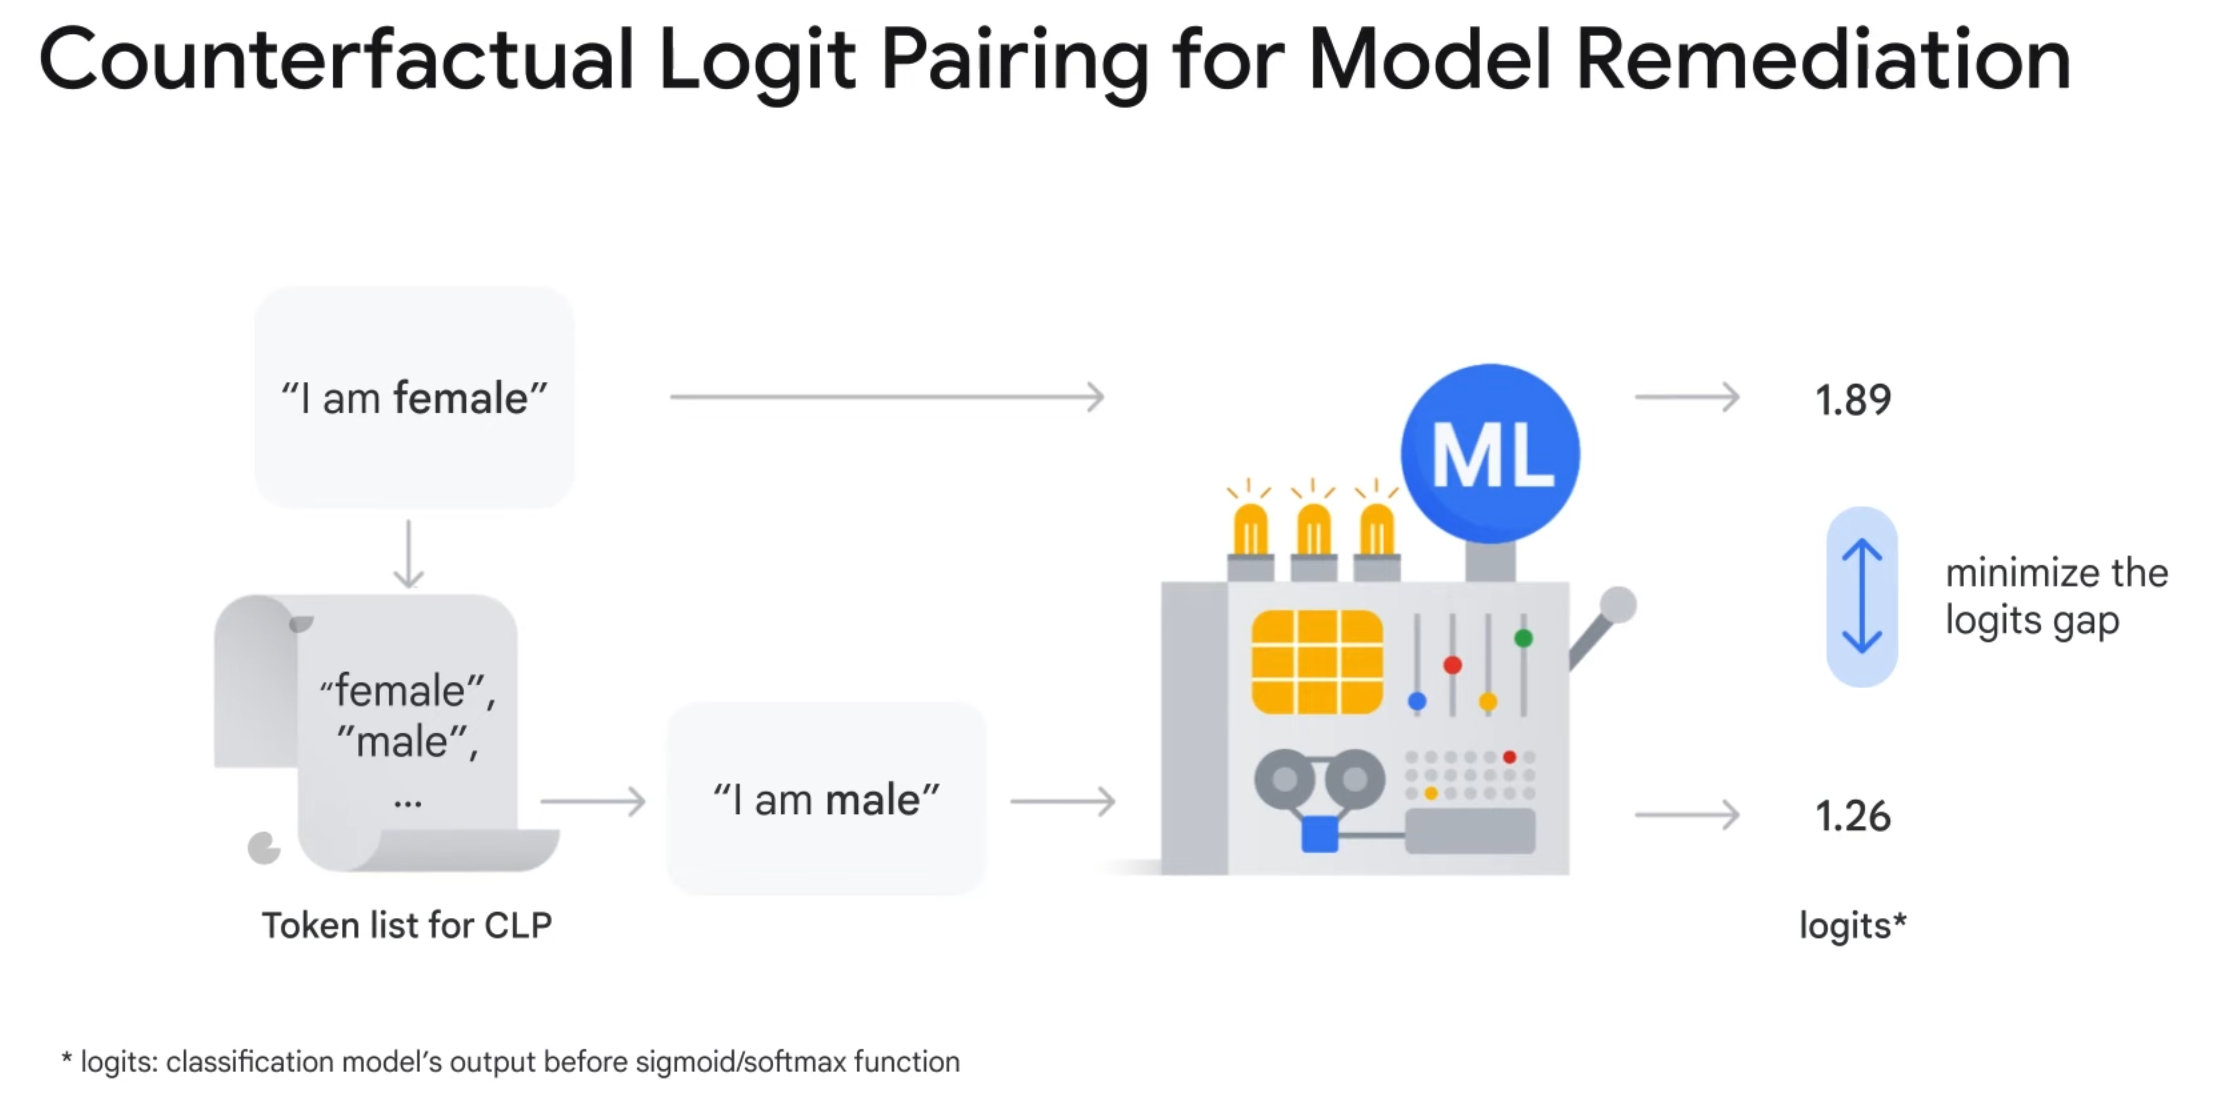 Counterfactual Logit Pairing for Model Remediation
“I am female”
1.89
ML
minimize the
logits gap
“female”,
”male”,
...
“I am male”
1.26
Token list for CLP
logits*
* logits: classification model’s output before sigmoid/softmax function